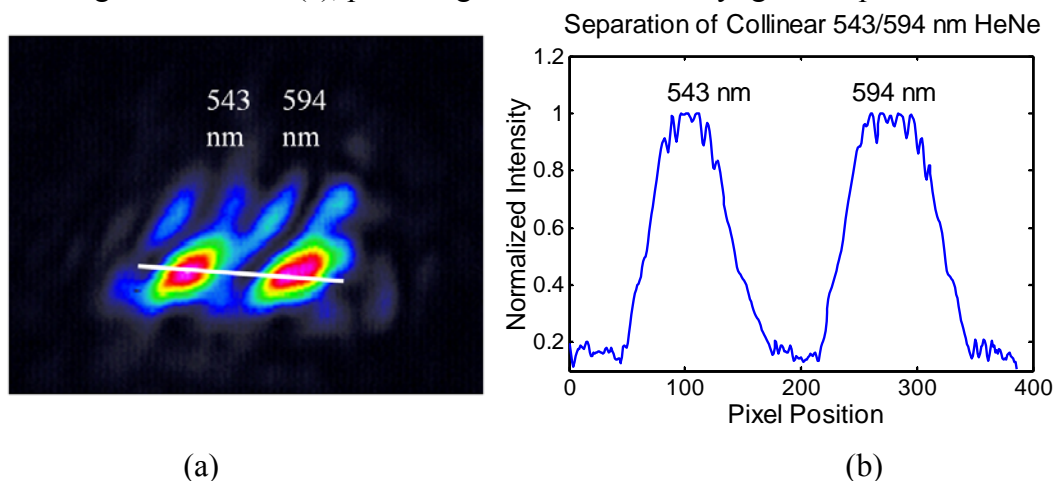 Separation of Collinear 543/594 nm HeNe
543 594
nm nm
1.2
1
0.8
0.6
0.4
0.2
Normalized Intensity
543 nm 594 nm
0 100 200 300 400
Pixel Position
(a) (b)